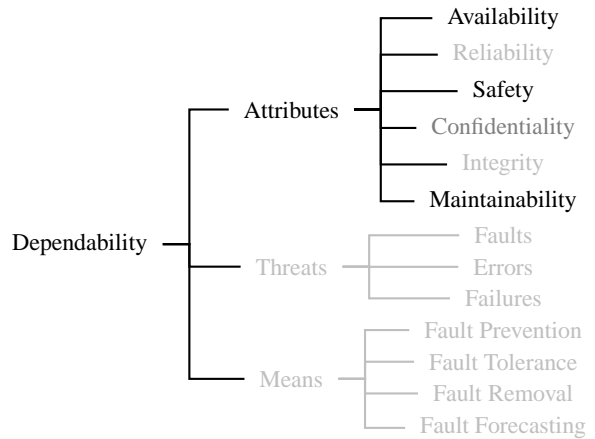 Availability
Reliability
Safety
Attributes
Confidentiality
Integrity
Maintainability
Dependability
Faults
Threats
Errors
Failures
Fault Prevention
Fault Tolerance
Means
Fault Removal
Fault Forecasting